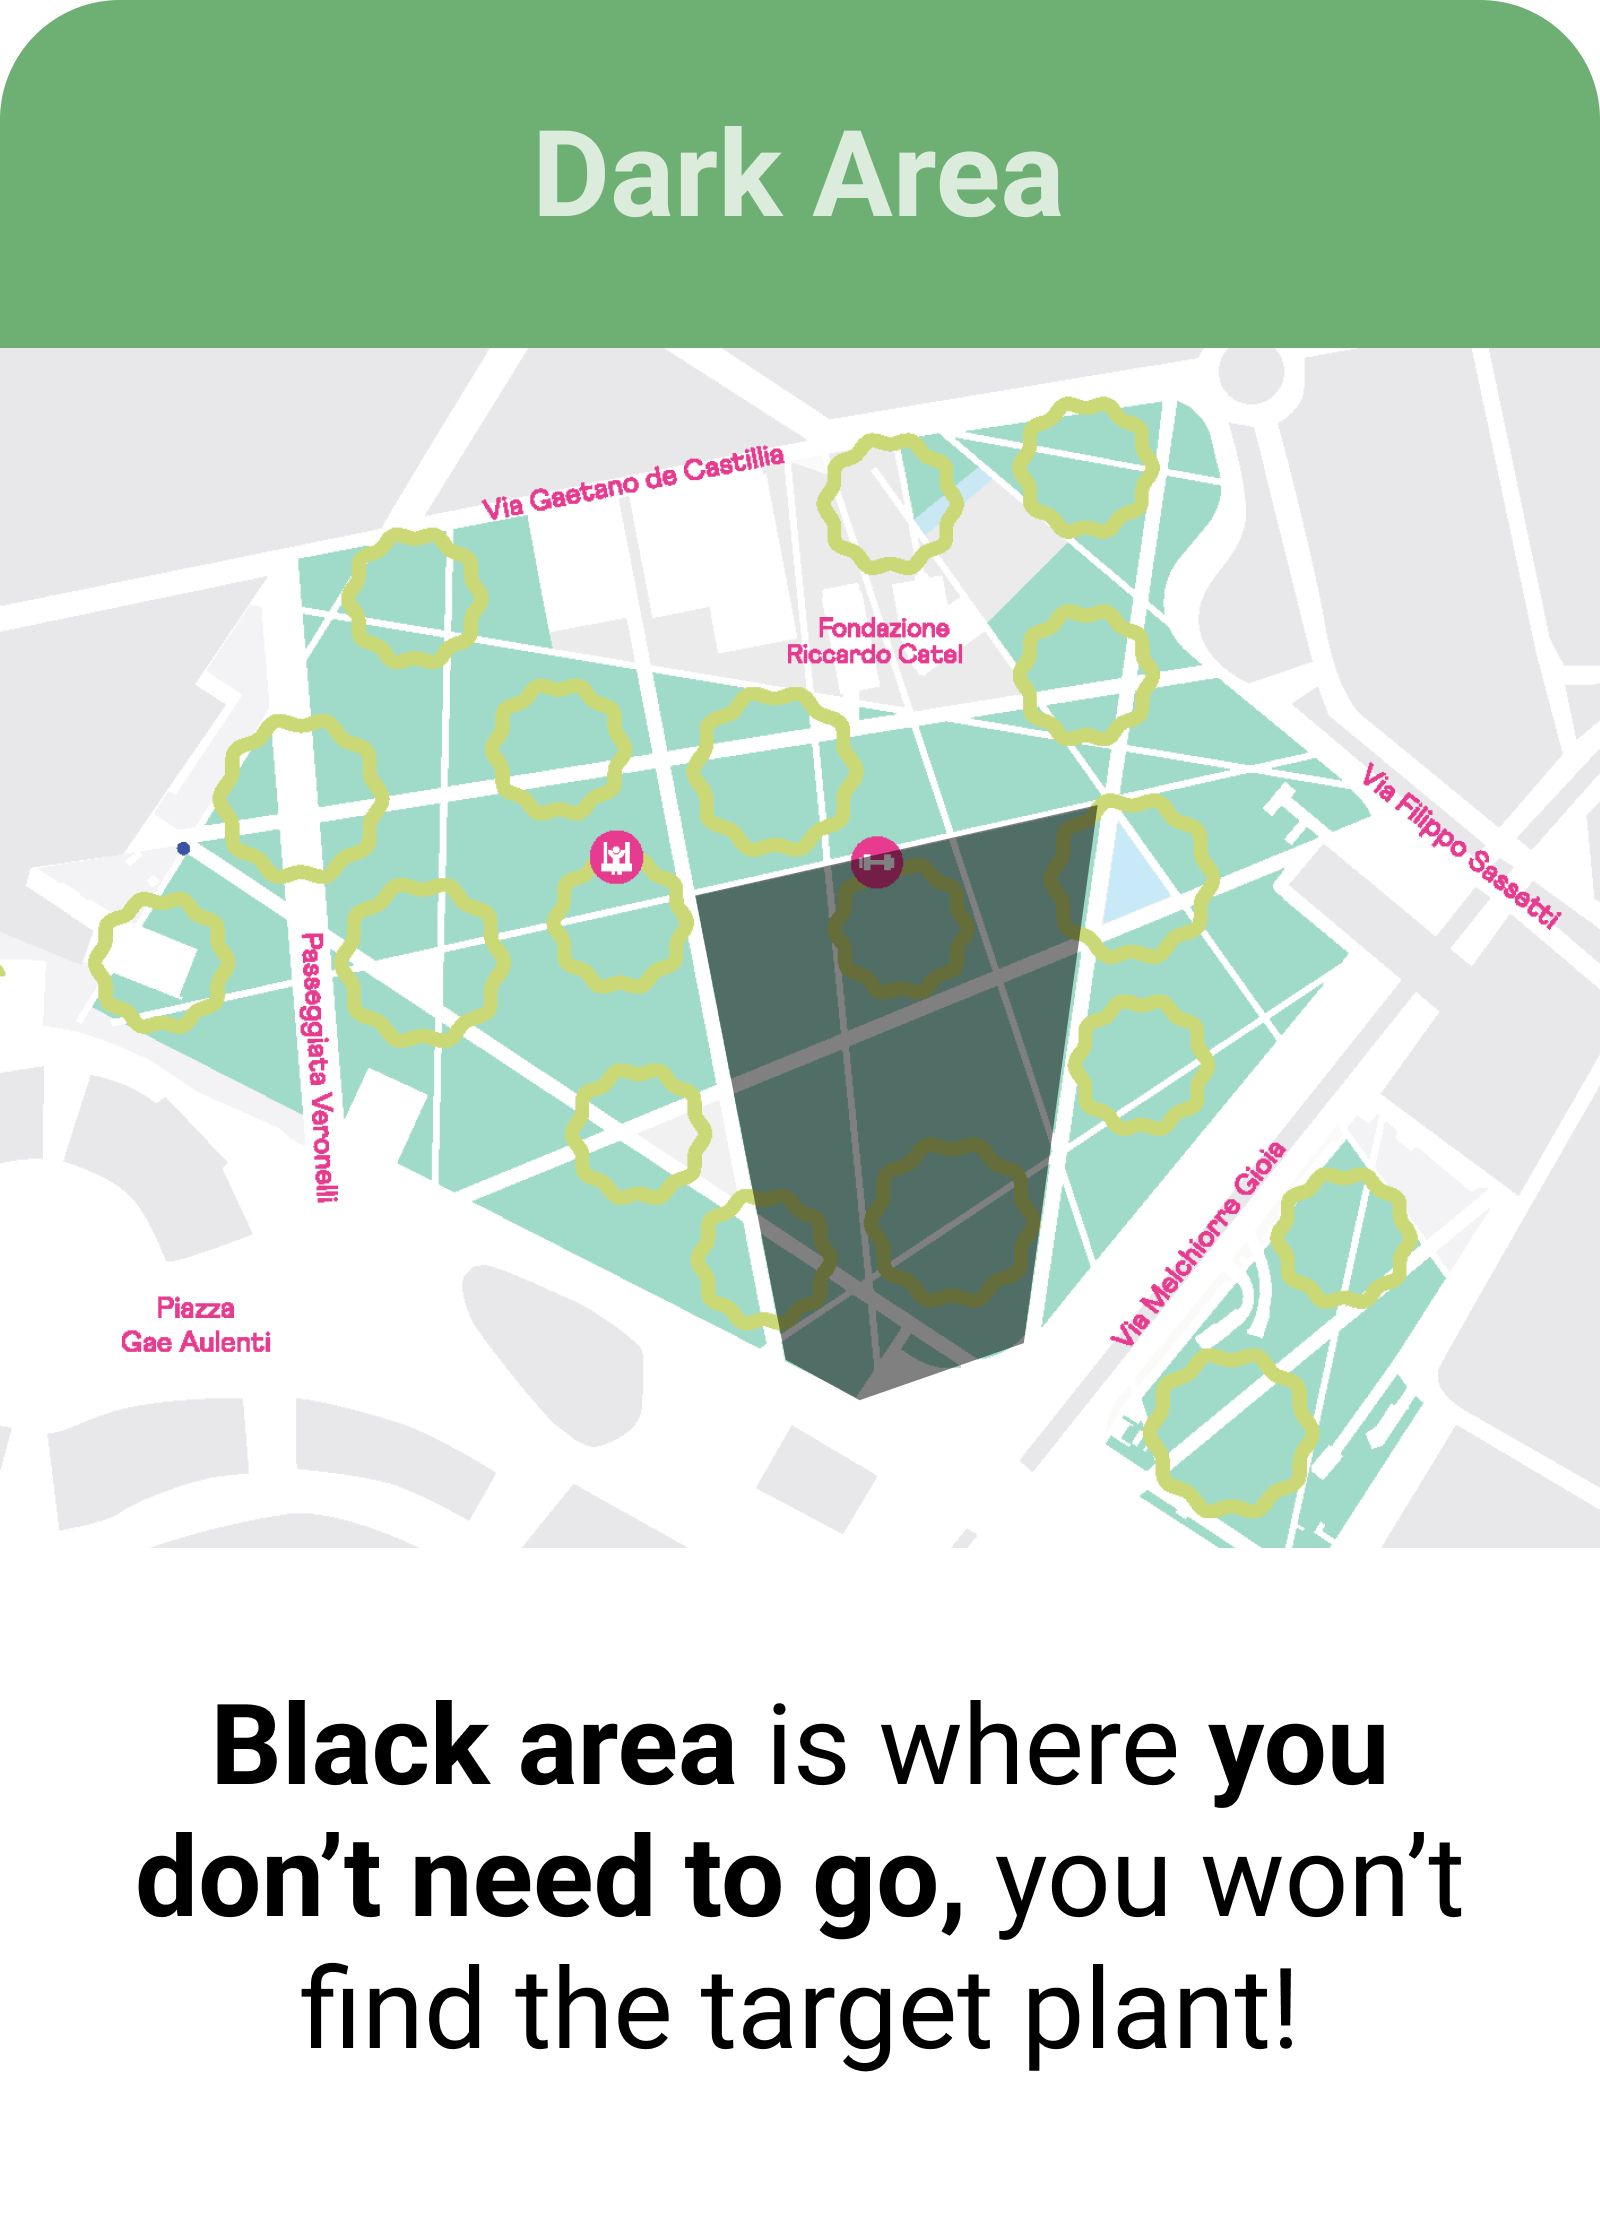 Dark Area
Via Gaetano de Castillia
Fondazione
Riccardo Catel
Via Filippo Sassetti
Passeggiata Veronelli
Via Melchiorre Gioia
Piazza
Gae Aulenti
Black area is where you
don’t need to go, you won’t
find the target plant!